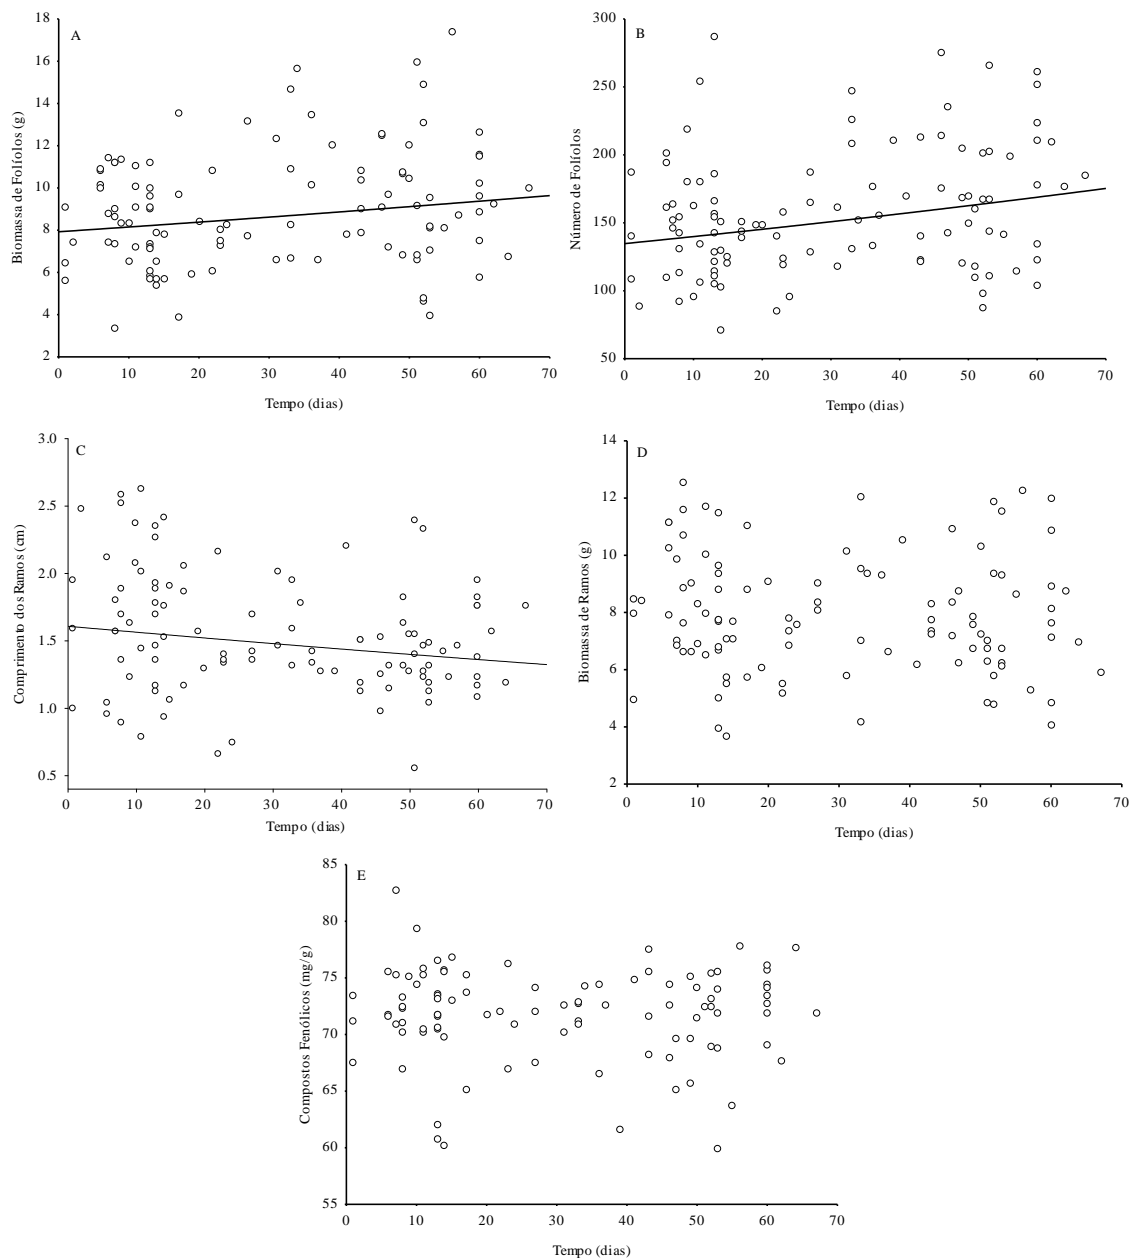 A
Biomassa de Folíolos (g)
18
16
14
12
10
8
6
4
2
0 10 20 30 40 50 60 70
Tempo (dias)
B
Número de Folíolos
300
250
200
150
100
50
0 10 20 30 40 50 60 70
Tempo (dias)
C
Comprimento dos Ramos (cm)
3.0
2.5
2.0
1.5
1.0
0.5
0 10 20 30 40 50 60 70
Tempo (dias)
D
Biomassa de Ramos (g)
14
12
10
8
6
4
2
0 10 20 30 40 50 60 70
Tempo (dias)
E
Compostos Fenólicos (mg/g)
85
80
75
70
65
60
55
0 10 20 30 40 50 60 70
Tempo (dias)